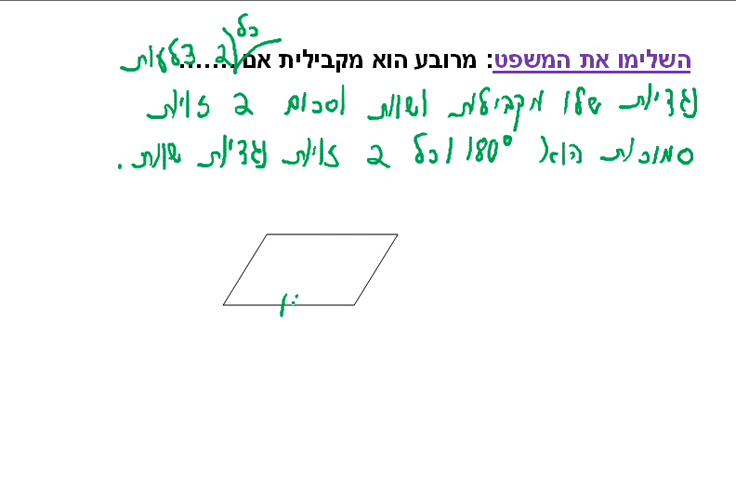 השלימו את המשפט: מרובע הוא מקבילית אם ....... כל 2 צלעות
נגדיות שלו מקבילות ושוות וסכום 2 זוויות
סמוכות הוא 180° וכל 2 זוויות נגדיות שוות.